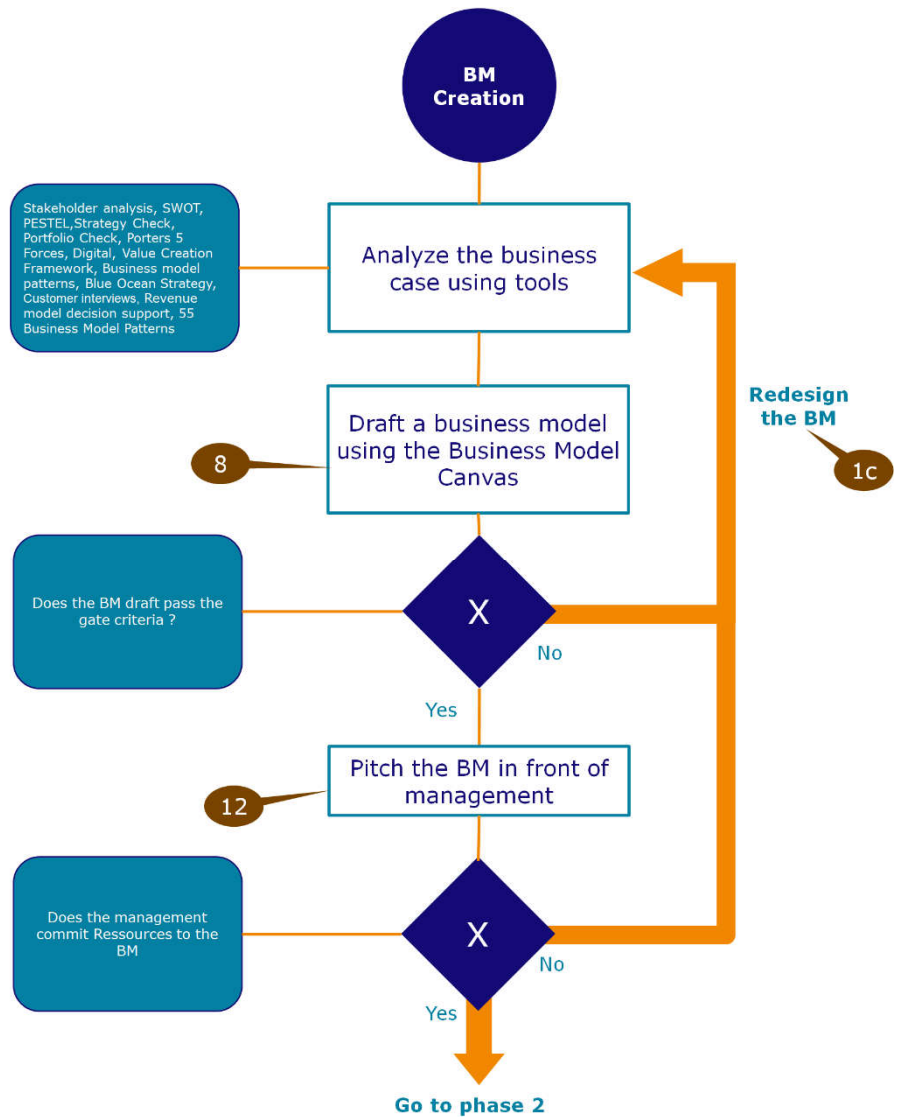 BM
Creation
Stakeholder analysis, SWOT,
PESTEL,Strategy Check,
Portfolio Check, Porters 5
Forces, Digital, Value Creation
Framework, Business model
patterns, Blue Ocean Strategy,
Customer interviews, Revenue
model decision support, 55
Business Model Patterns
Analyze the business
case using tools
Redesign
the BM
1c
Draft a business model
using the Business Model
Canvas
8
Does the BM draft pass the
gate criteria ?
X
No
Yes
Pitch the BM in front of
management
12
Does the management
commit Ressources to the
BM
X
No
Yes
Go to phase 2